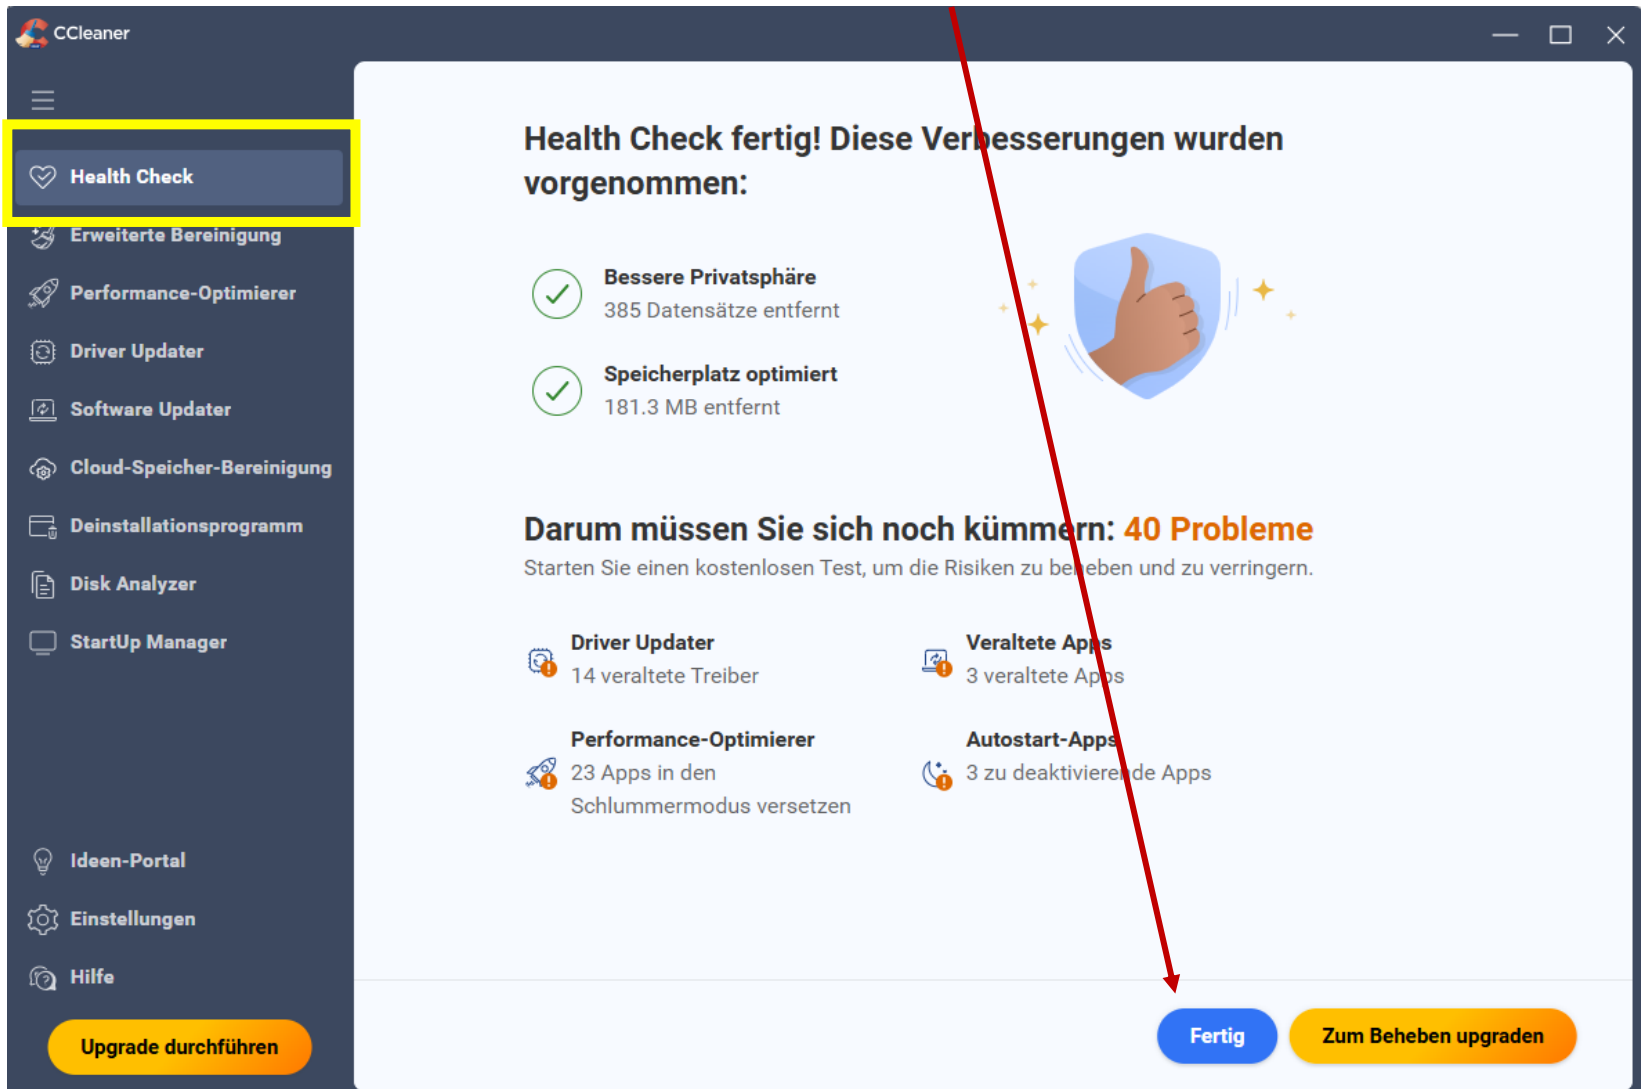 CCleaner
Health Check
Erweiterte Bereinigung
Performance-Optimierer
Driver Updater
Software Updater
Cloud-Speicher-Bereinigung
Deinstallationsprogramm
Disk Analyzer
StartUp Manager
Ideen-Portal
Einstellungen
Hilfe
Upgrade durchführen
Health Check fertig! Diese Verbesserungen wurden
vorgenommen:
Bessere Privatsphäre
385 Datensätze entfernt
Speicherplatz optimiert
181.3 MB entfernt
Darum müssen Sie sich noch kümmern: 40 Probleme
Starten Sie einen kostenlosen Test, um die Risiken zu beheben und zu verringern.
Driver Updater
14 veraltete Treiber
Veraltete Apps
3 veraltete Apps
Performance-Optimierer
23 Apps in den
Schlummermodus versetzen
Autostart-Apps
3 zu deaktivierende Apps
Fertig
Zum Beheben upgraden